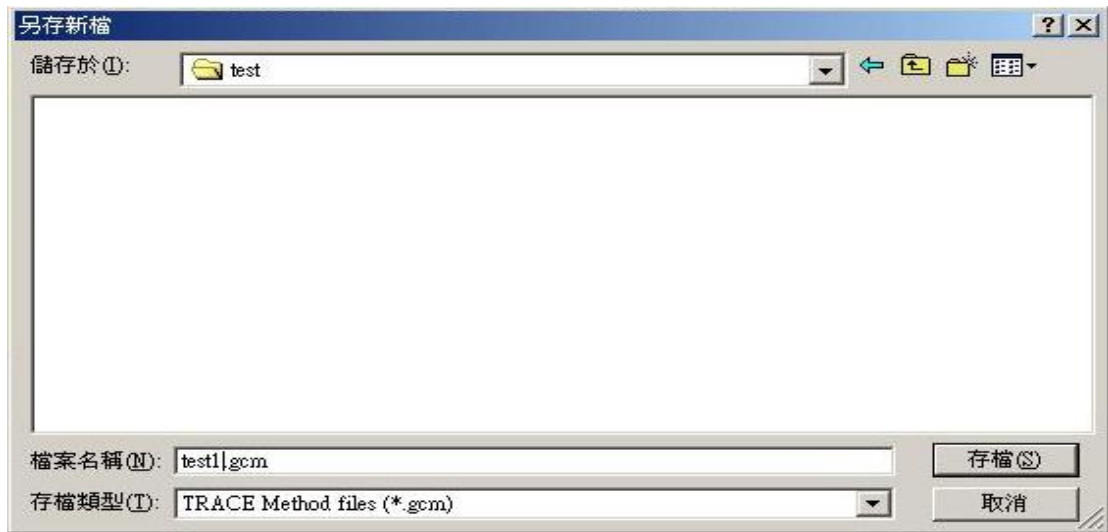 另存新檔
儲存於(I): test
檔案名稱(N): test1.gcm 存檔(S)
存檔類型(T): TRACE Method files (*.gcm) 取消